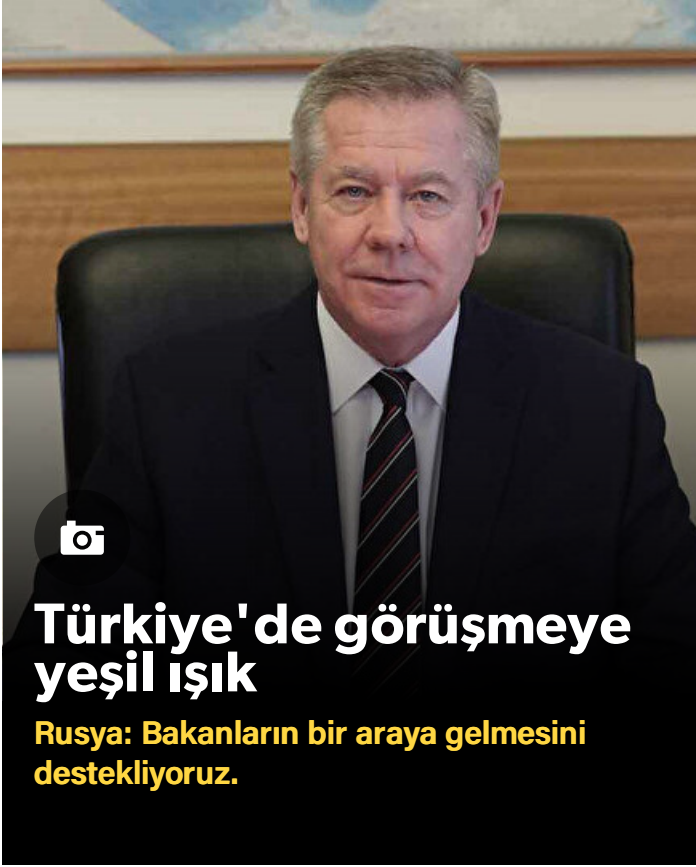 Türkiye'de görüşmeye
yeşil ışık
Rusya: Bakanların bir araya gelmesini
destekliyoruz.